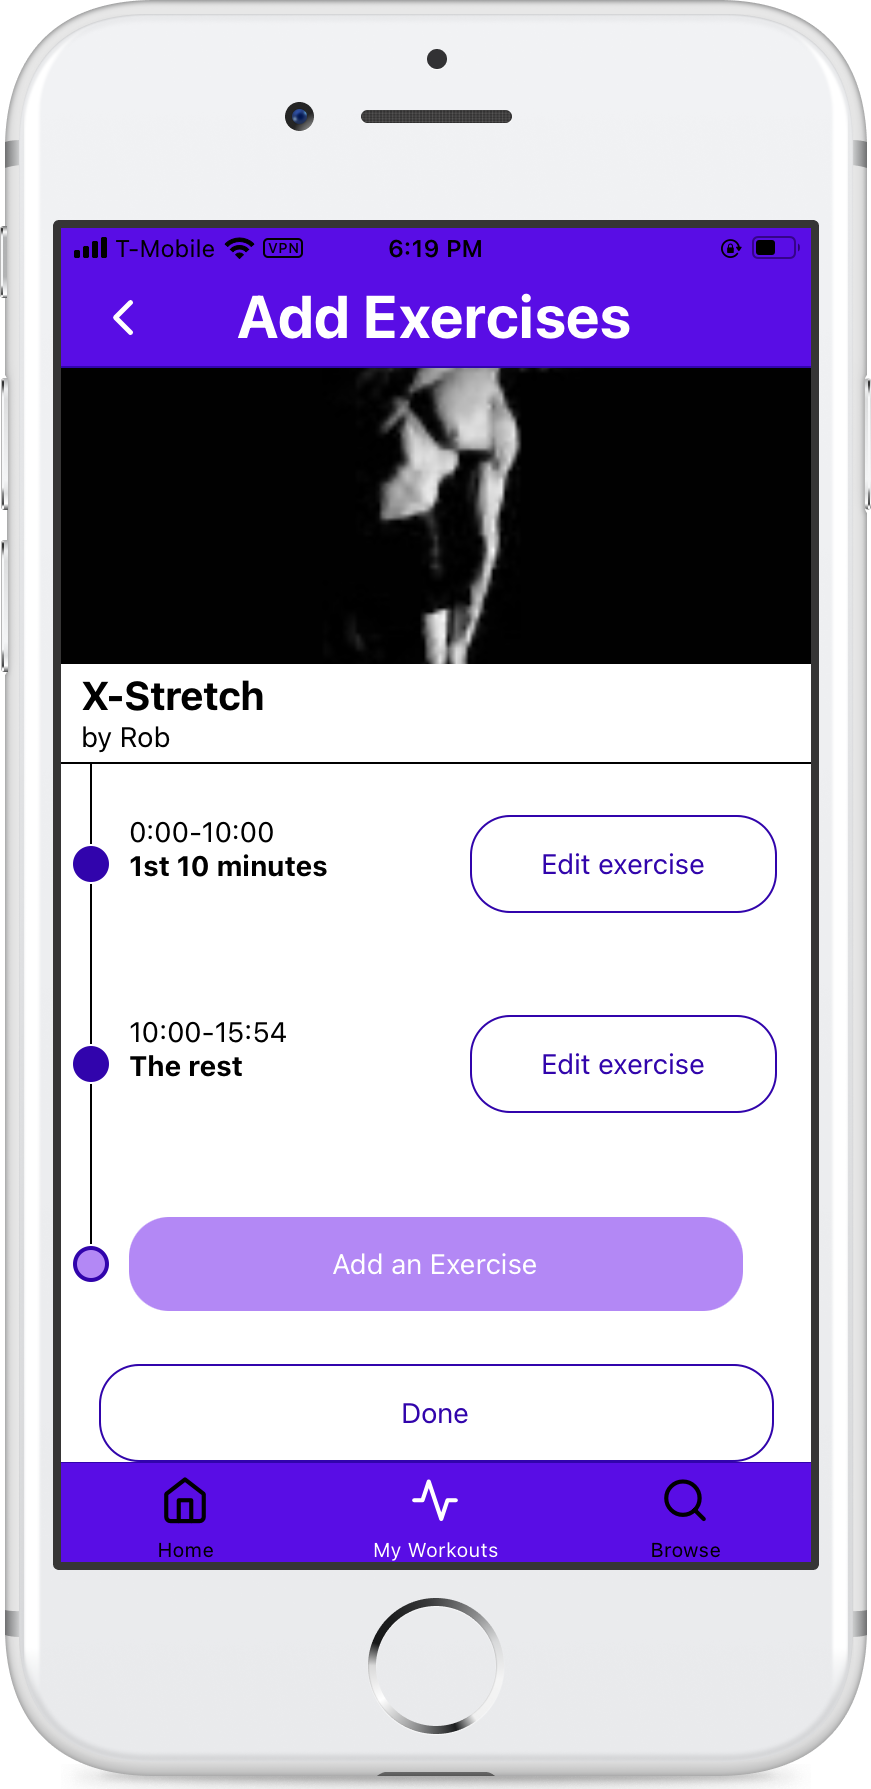 T-Mobile VPN 6:19 PM
Add Exercises
X-Stretch
by Rob
0:00-10:00
1st 10 minutes
Edit exercise
10:00-15:54
The rest
Edit exercise
Add an Exercise
Done
Home My Workouts Browse